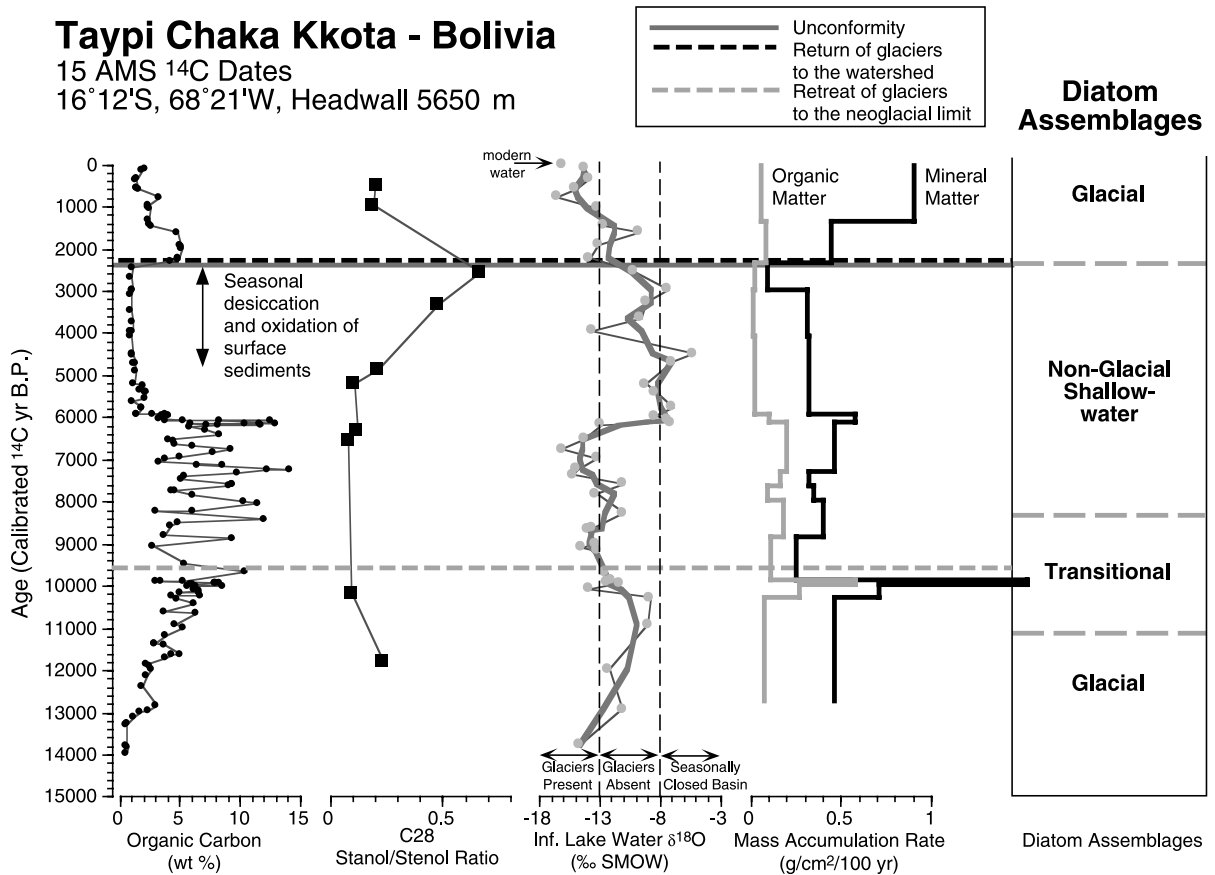 Taypi Chaka Kkota - Bolivia
15 AMS ¹⁴C Dates
16°12'S, 68°21'W, Headwall 5650 m
Unconformity
Return of glaciers
to the watershed
Retreat of glaciers
to the neoglacial limit
Diatom
Assemblages
Age (Calibrated ¹⁴C yr B.P.)
0
1000
2000
3000
4000
5000
6000
7000
8000
9000
10000
11000
12000
13000
14000
15000
Seasonal
desiccation
and oxidation of
surface
sediments
modern
water
Glaciers
Present
Glaciers
Absent
Seasonally
Closed Basin
Organic
Matter
Mineral
Matter
Glacial
Non-Glacial
Shallow-
water
Transitional
Glacial
0 5 10 15
Organic Carbon
(wt %)
0 0.5
C28
Stanol/Stenol Ratio
-18 -13 -8 -3
Inf. Lake Water δ¹⁸O
(‰ SMOW)
0 0.5 1
Mass Accumulation Rate
(g/cm²/100 yr)
Diatom Assemblages